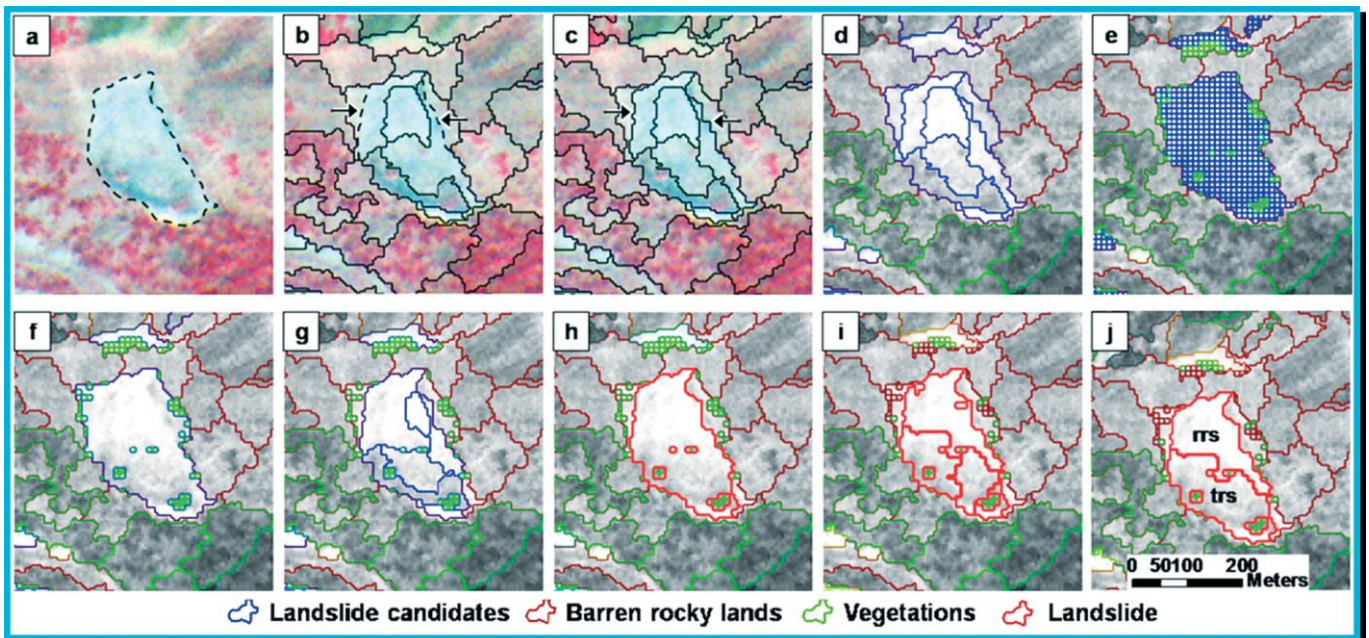 a b c d e
f g h i j
rrs
trs
0 50100 200
Meters
Landslide candidates Barren rocky lands Vegetations Landslide